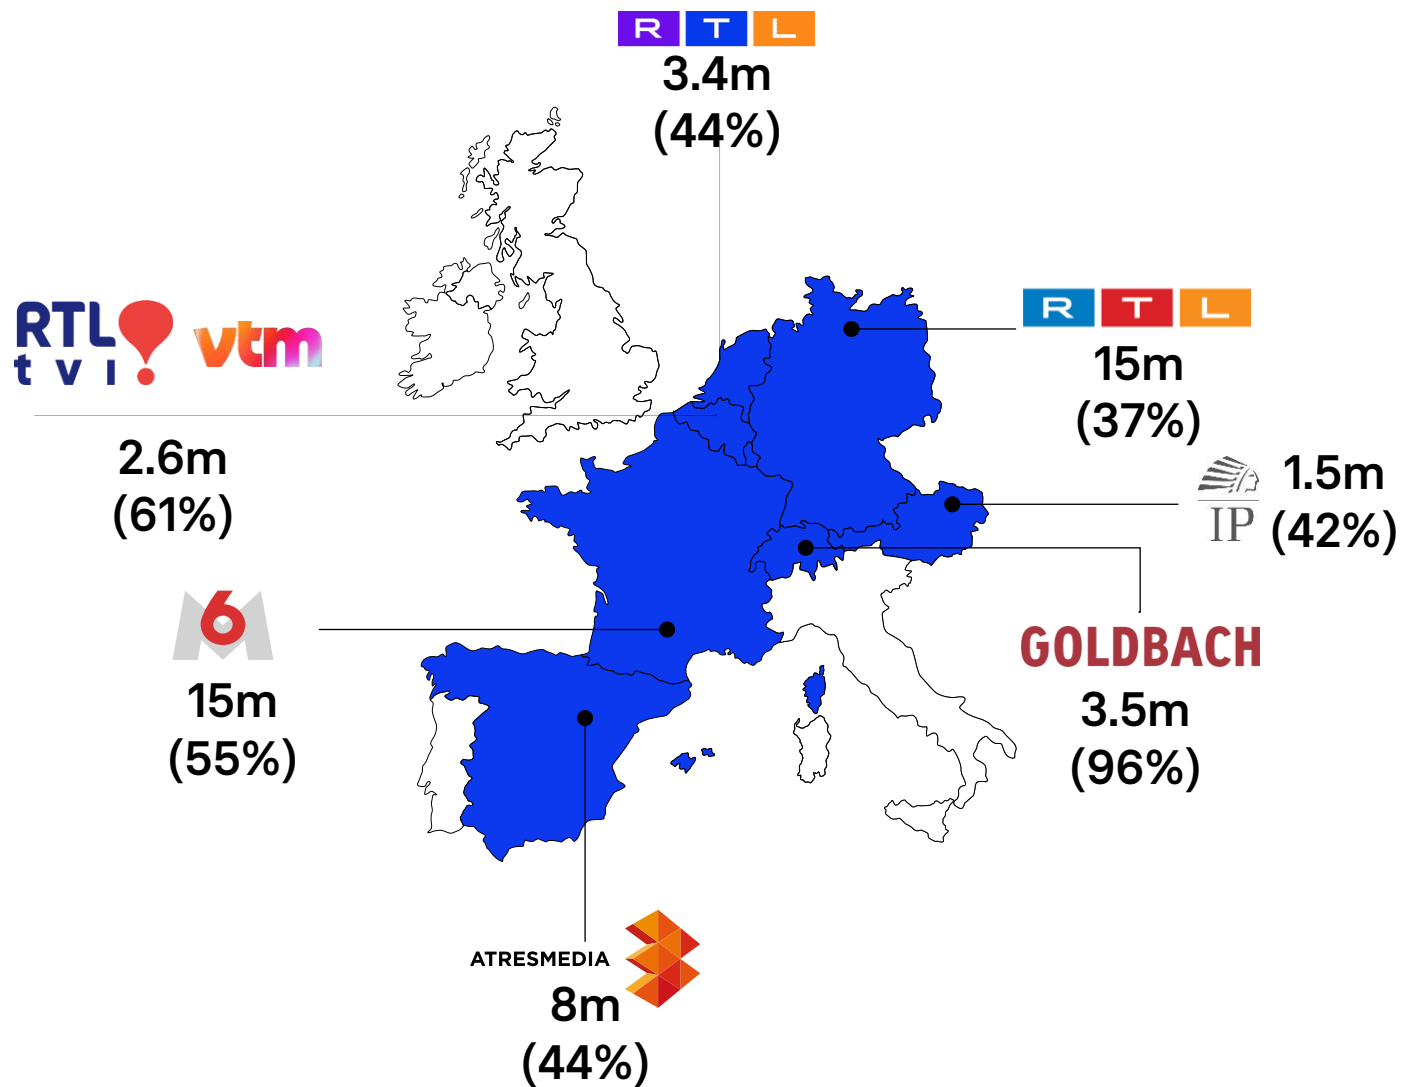 RTL
3.4m
(44%)
RTL
tvi
vtm
2.6m
(61%)
RTL
15m
(37%)
IP
1.5m
(42%)
M6
15m
(55%)
GOLDBACH
3.5m
(96%)
ATRESMEDIA
8m
(44%)